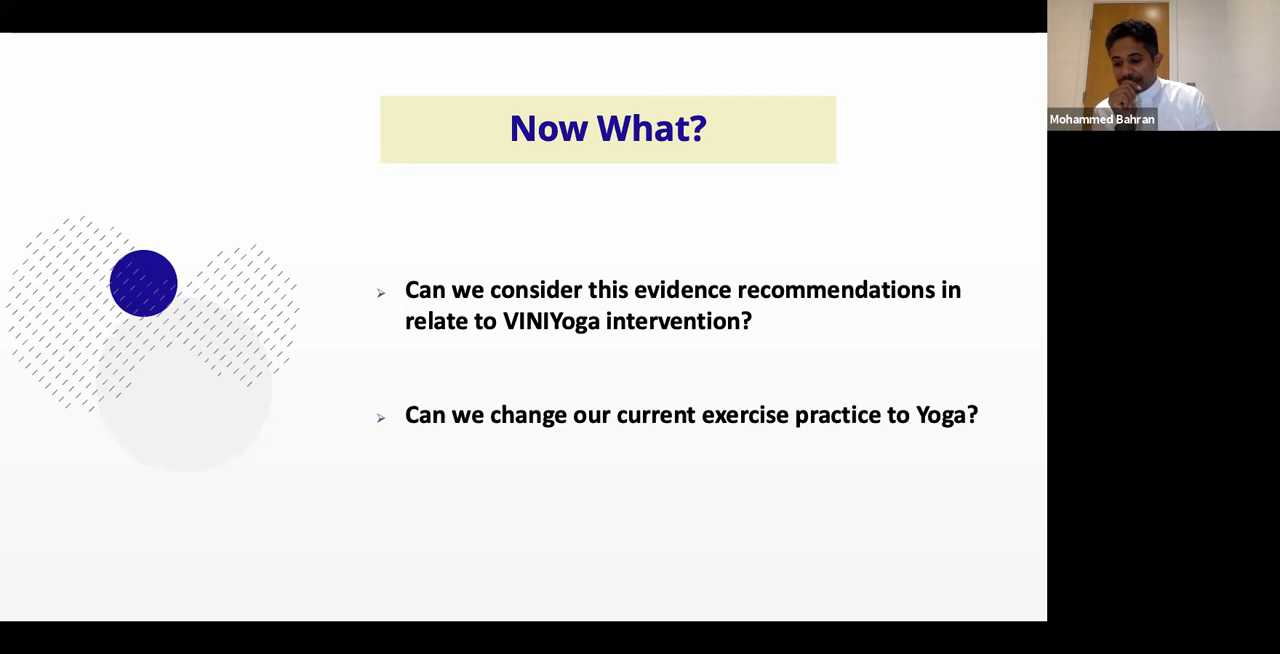 Now What?
Can we consider this evidence recommendations in
relate to VINIYoga intervention?
Can we change our current exercise practice to Yoga?
Mohammed Bahran